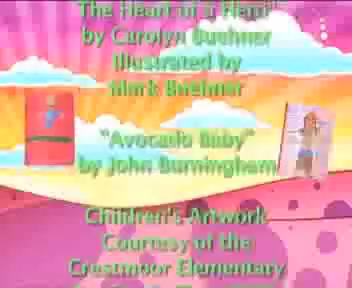 The Heart of a Hero"
by Carolyn Buehner
Illustrated by
Mark Buehner
"Avocado Baby"
by John Burningham
Children's Artwork
Courtesy of the
Crestmoor Elementary